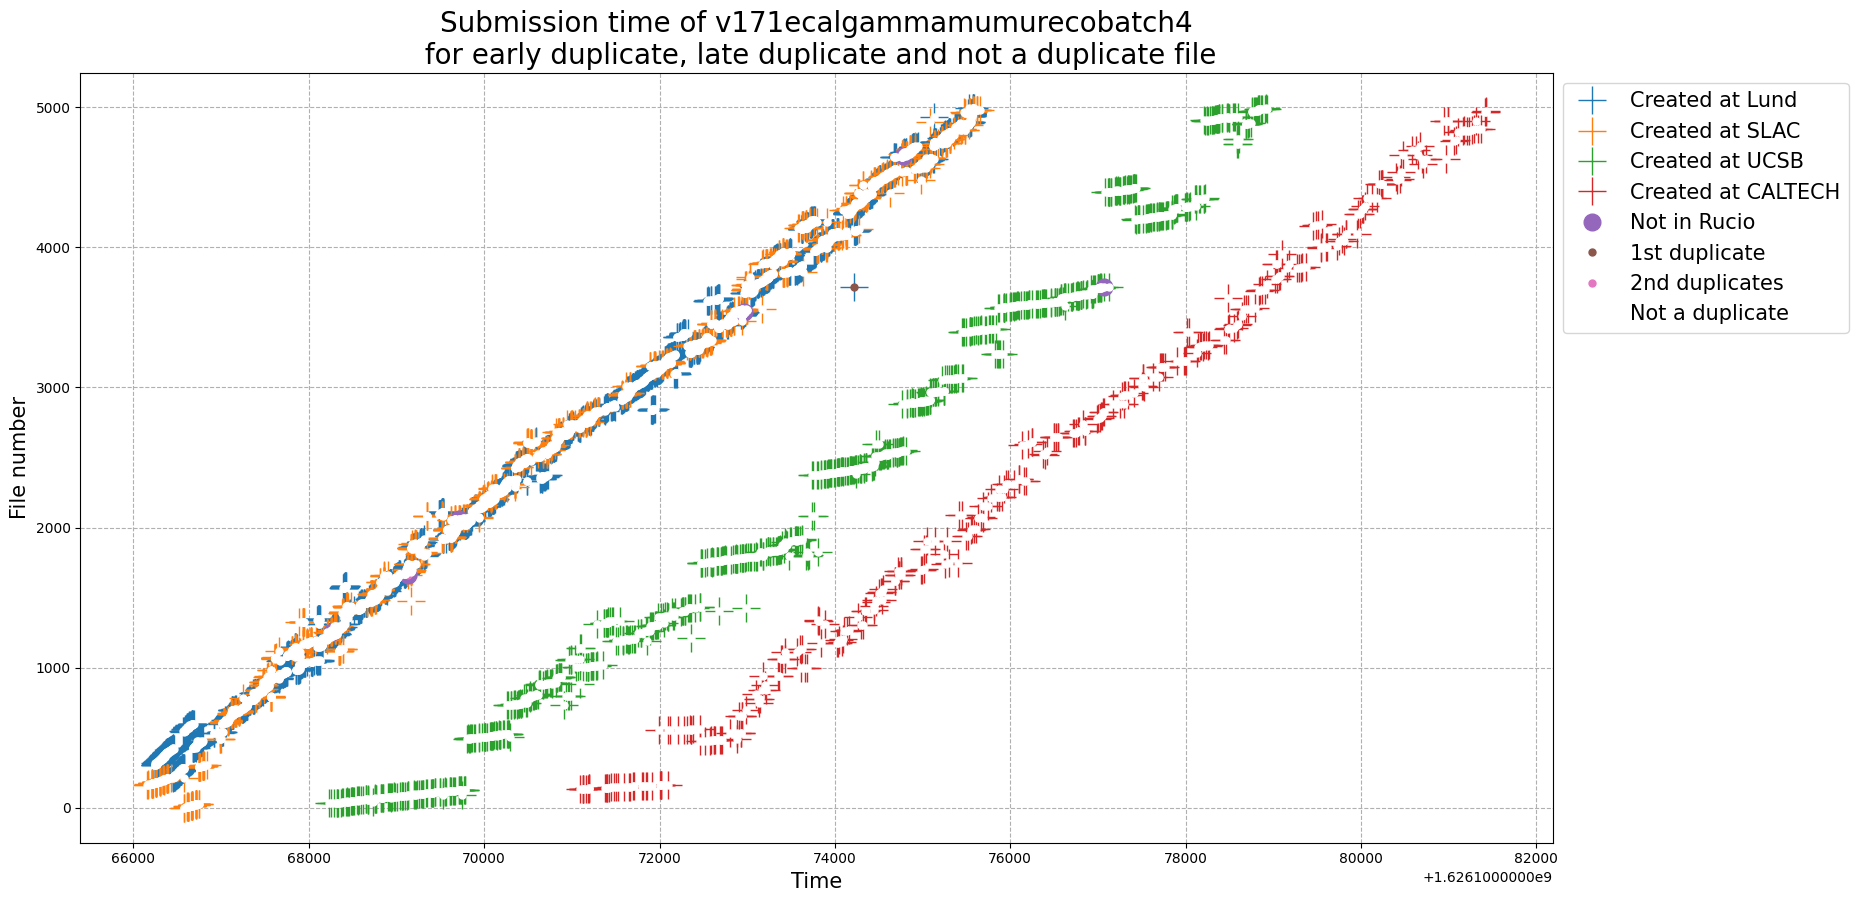 Submission time of v171ecalgammamumurecobatch4
for early duplicate, late duplicate and not a duplicate file
File number
5000
4000
3000
2000
1000
0
66000 68000 70000 72000 74000 76000 78000 80000 82000
+1.6261000000e9
Time
Created at Lund
Created at SLAC
Created at UCSB
Created at CALTECH
Not in Rucio
1st duplicate
2nd duplicates
Not a duplicate